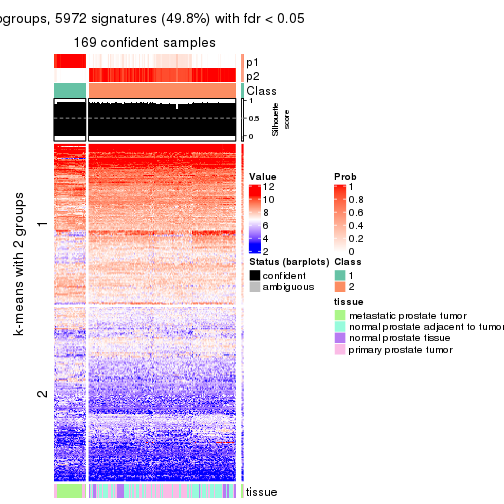 ogroups, 5972 signatures (49.8%) with fdr < 0.05
169 confident samples
p1
p2
Class
1
0.5
0
Silhouette
score
k-means with 2 groups
1
2
Value
12
10
8
6
4
2
Prob
1
0.8
0.6
0.4
0.2
0
Status (barplots)
confident
ambiguous
Class
1
2
tissue
metastatic prostate tumor
normal prostate adjacent to tumor
normal prostate tissue
primary prostate tumor
tissue